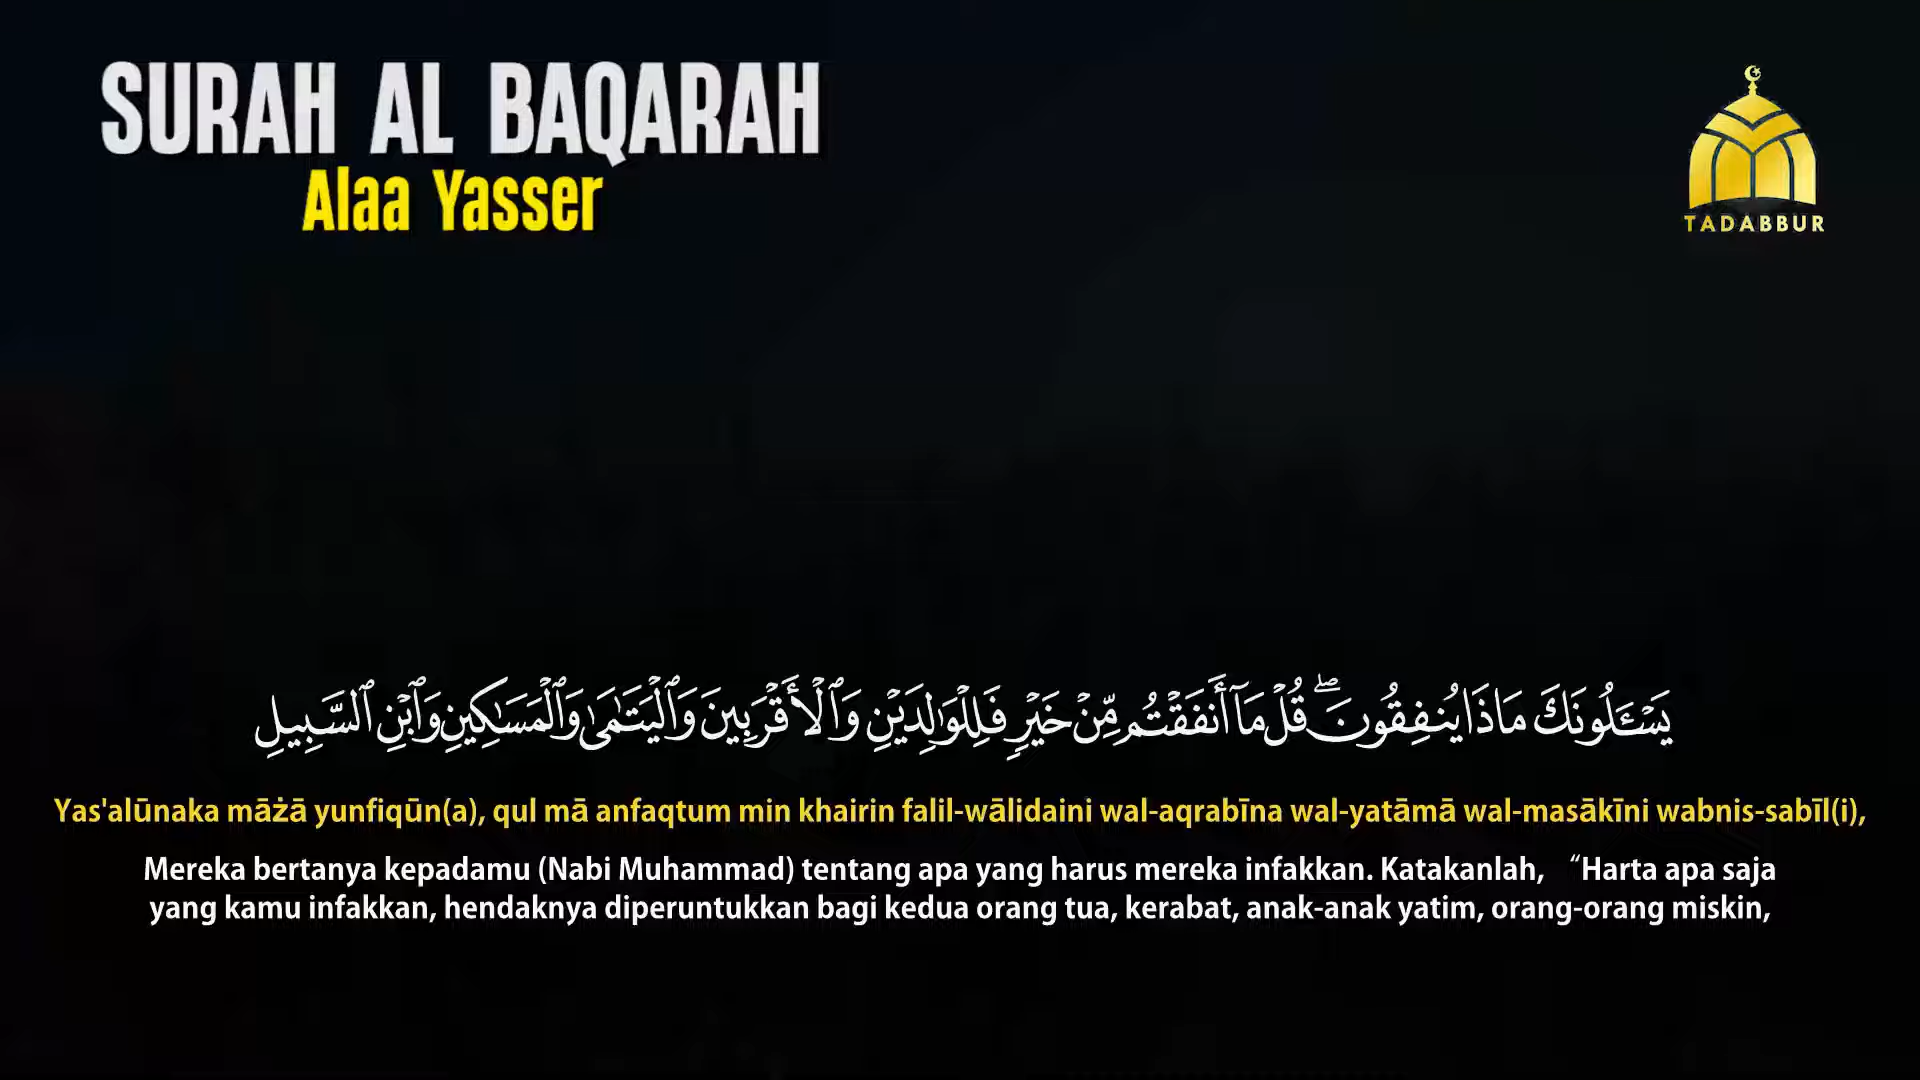 SURAH AL BAQARAH
Alaa Yasser
TADABBUR
يَسْـَٔلُونَكَ مَاذَا يُنفِقُونَ ۖ قُلْ مَآ أَنفَقْتُم مِّنْ خَيْرٍ فَلِلْوَٰلِدَيْنِ وَٱلْأَقْرَبِينَ وَٱلْيَتَٰمَىٰ وَٱلْمَسَٰكِينِ وَٱبْنِ ٱلسَّبِيلِ
Yas'alūnaka māżā yunfiqūn(a), qul mā anfaqtum min khairin falil-wālidaini wal-aqrabīna wal-yatāmā wal-masākīni wabnis-sabīl(i),
Mereka bertanya kepadamu (Nabi Muhammad) tentang apa yang harus mereka infakkan. Katakanlah, “Harta apa saja
yang kamu infakkan, hendaknya diperuntukkan bagi kedua orang tua, kerabat, anak-anak yatim, orang-orang miskin,